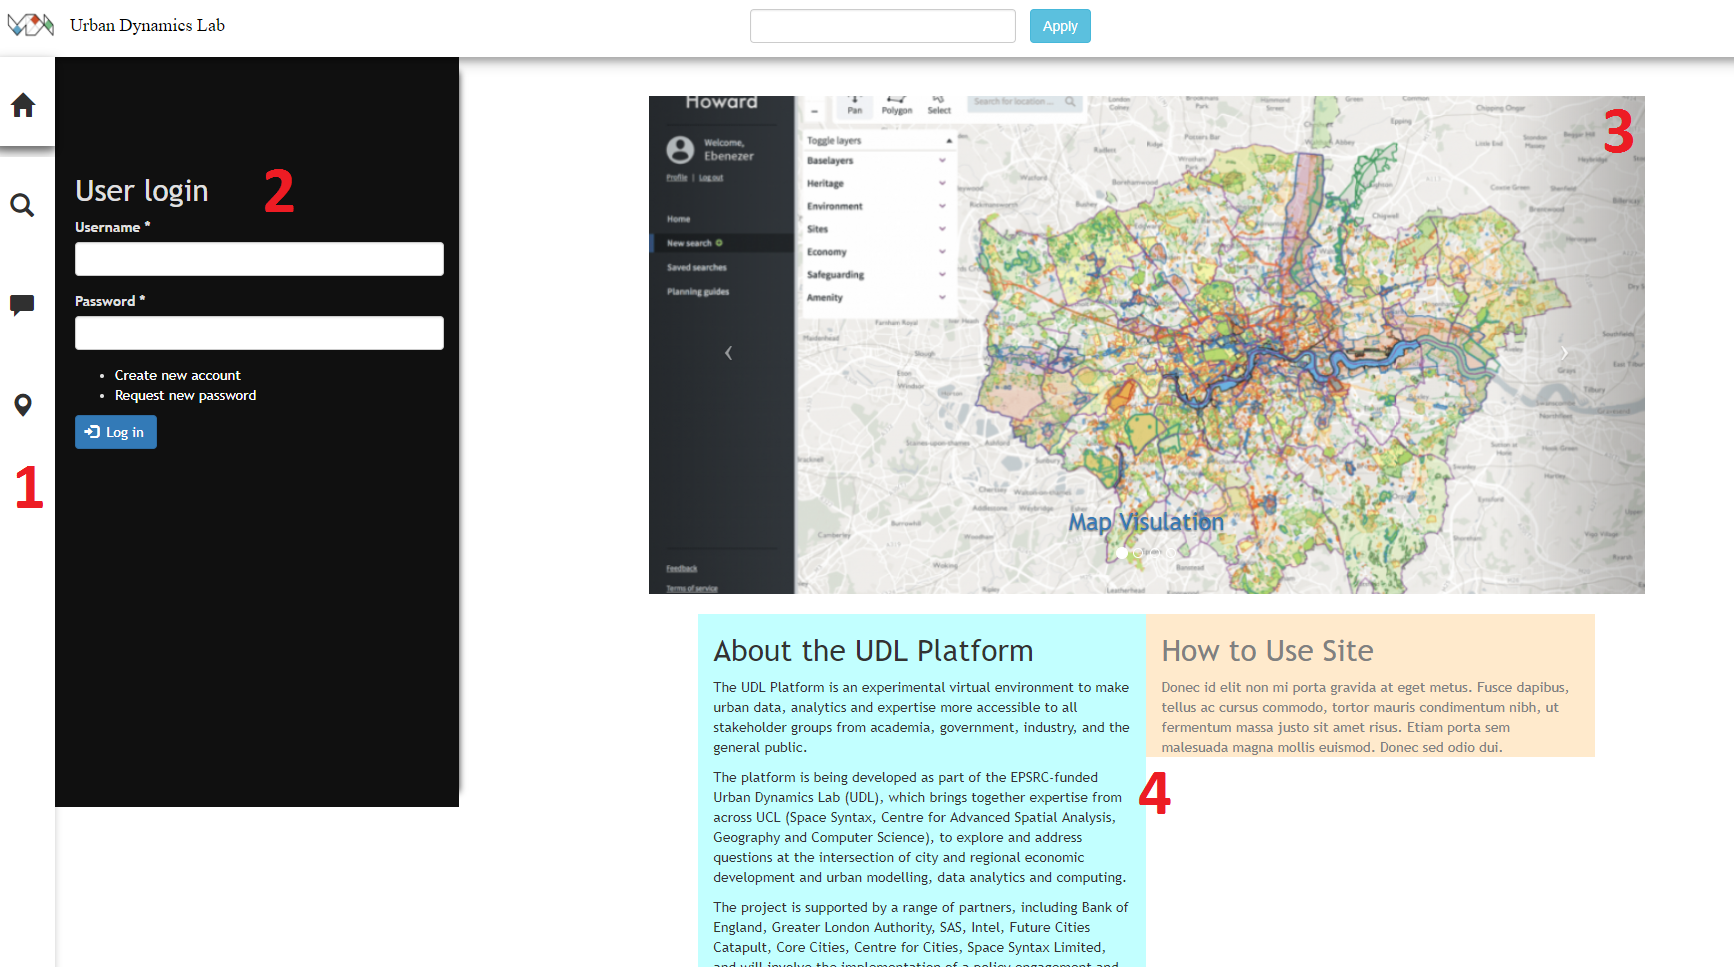 Urban Dynamics Lab
Apply
User login
2
Username *
Password *
Create new account
Request new password
Log in
1
Howard
Welcome,
Ebenezer
Profile | Log out
Home
New search
Saved searches
Planning guides
Feedback
Terms of service
Pan
Polygon
Select
Search for location...
Toggle layers
Baselayers
Heritage
Environment
Sites
Economy
Safeguarding
Amenity
3
Map Visulation
About the UDL Platform
The UDL Platform is an experimental virtual environment to make
urban data, analytics and expertise more accessible to all
stakeholder groups from academia, government, industry, and the
general public.
The platform is being developed as part of the EPSRC-funded
Urban Dynamics Lab (UDL), which brings together expertise from
across UCL (Space Syntax, Centre for Advanced Spatial Analysis,
Geography and Computer Science), to explore and address
questions at the intersection of city and regional economic
development and urban modelling, data analytics and computing.
The project is supported by a range of partners, including Bank of
England, Greater London Authority, SAS, Intel, Future Cities
Catapult, Core Cities, Centre for Cities, Space Syntax Limited,
and will involve the implementation of a policy engagement and
How to Use Site
Donec id elit non mi porta gravida at eget metus. Fusce dapibus,
tellus ac cursus commodo, tortor mauris condimentum nibh, ut
fermentum massa justo sit amet risus. Etiam porta sem
malesuada magna mollis euismod. Donec sed odio dui.
4